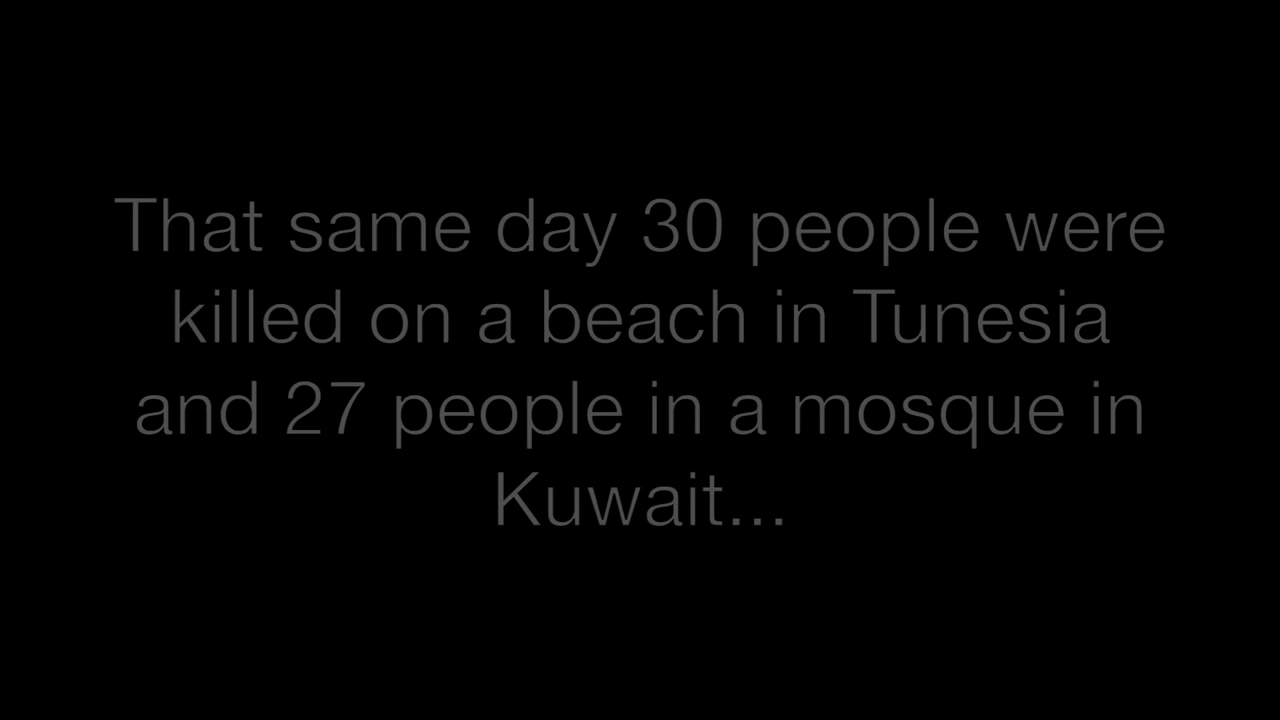 That same day 30 people were
killed on a beach in Tunesia
and 27 people in a mosque in
Kuwait...